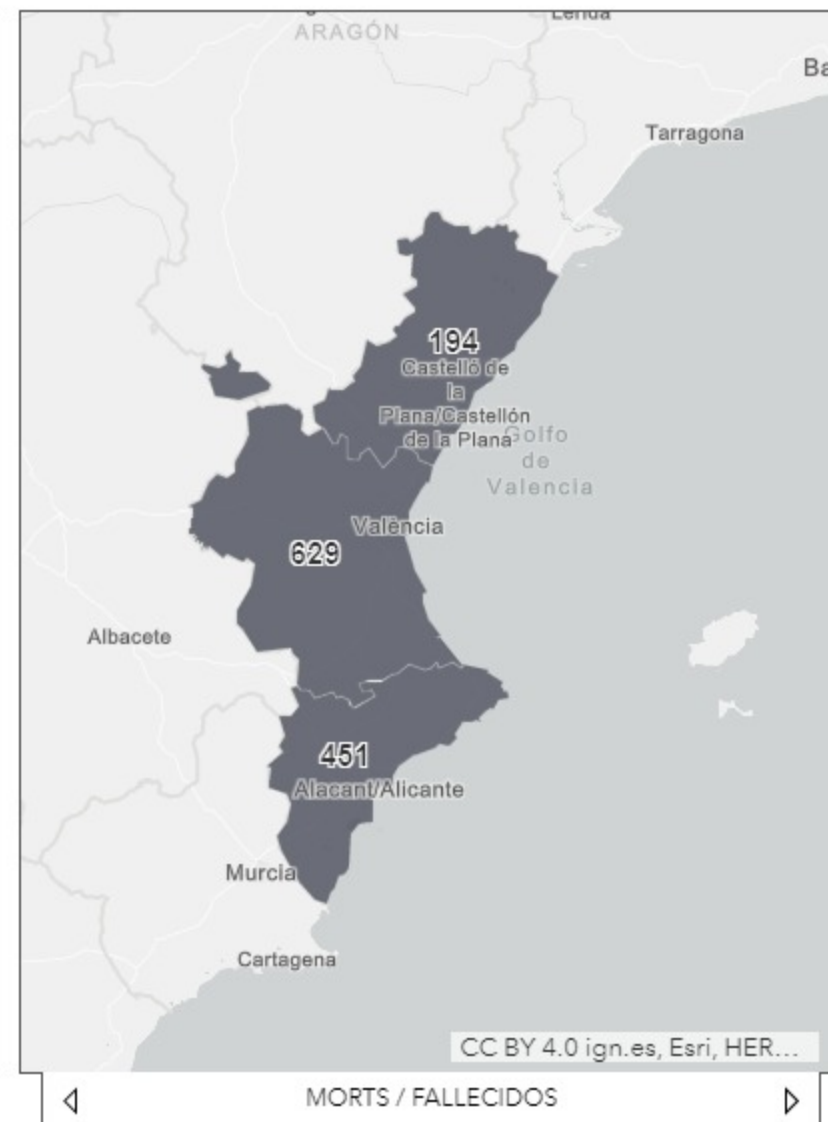 ARAGÓN
Tarragona
194
Castelló de
la
Plana/Castellón
de la Plana
Golfo
de
Valencia
València
629
Albacete
451
Alacant/Alicante
Murcia
Cartagena
CC BY 4.0 ign.es, Esri, HER...
MORTS / FALLECIDOS